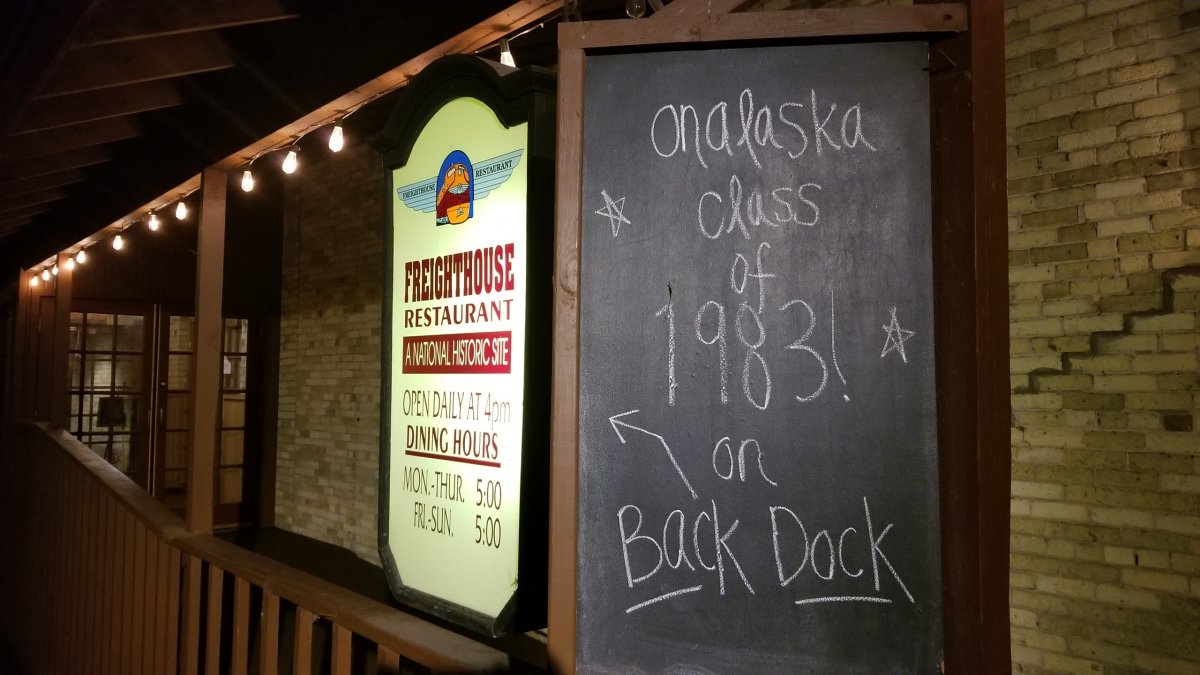 FREIGHTHOUSE RESTAURANT
FREIGHTHOUSE
RESTAURANT
A NATIONAL HISTORIC SITE
OPEN DAILY AT 4pm
DINING HOURS
MON.-THUR. 5:00
FRI.-SUN. 5:00
onalaska
class
of
1983!
on
Back Dock